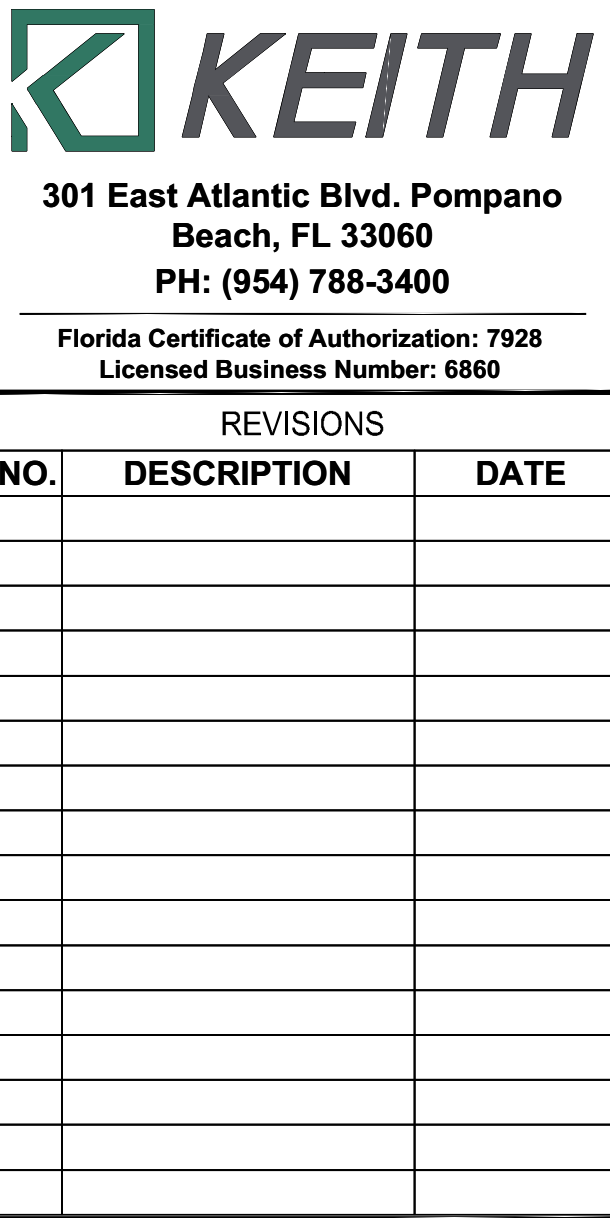 KEITH
301 East Atlantic Blvd. Pompano
Beach, FL 33060
PH: (954) 788-3400
Florida Certificate of Authorization: 7928
Licensed Business Number: 6860
REVISIONS
NO. DESCRIPTION DATE